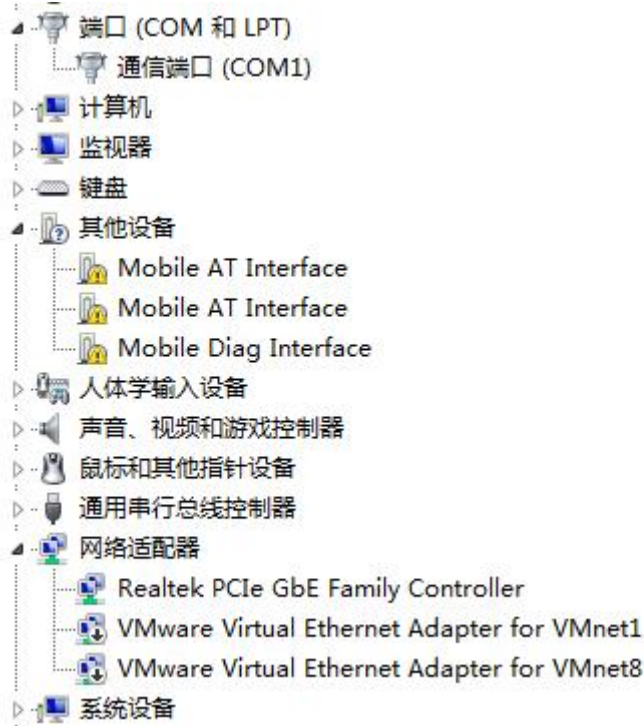 端口 (COM 和 LPT)
通信端口 (COM1)
计算机
监视器
键盘
其他设备
Mobile AT Interface
Mobile AT Interface
Mobile Diag Interface
人体学输入设备
声音、视频和游戏控制器
鼠标和其他指针设备
通用串行总线控制器
网络适配器
Realtek PCIe GbE Family Controller
VMware Virtual Ethernet Adapter for VMnet1
VMware Virtual Ethernet Adapter for VMnet8
系统设备